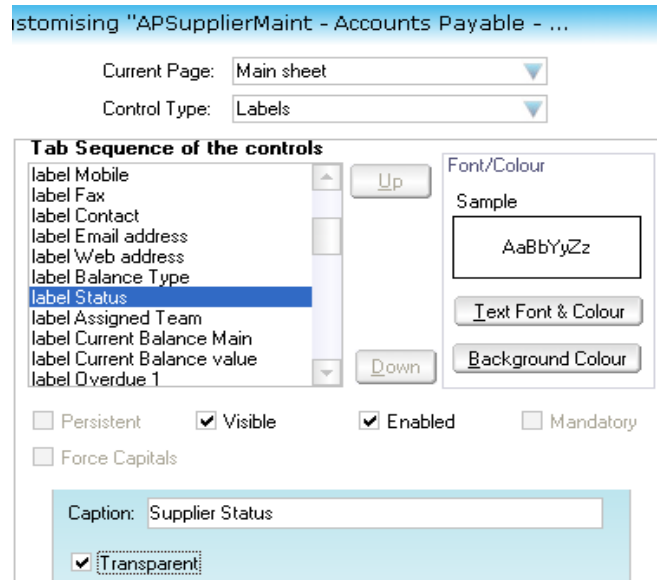 ustomising "APSupplierMaint - Accounts Payable - ...
Current Page: Main sheet
Control Type: Labels
Tab Sequence of the controls
label Mobile
label Fax
label Contact
label Email address
label Web address
label Balance Type
label Status
label Assigned Team
label Current Balance Main
label Current Balance value
label Overdue 1
Up
Down
Font/Colour
Sample
AaBbYyZz
Text Font & Colour
Background Colour
Persistent Visible Enabled Mandatory
Force Capitals
Caption: Supplier Status
Transparent